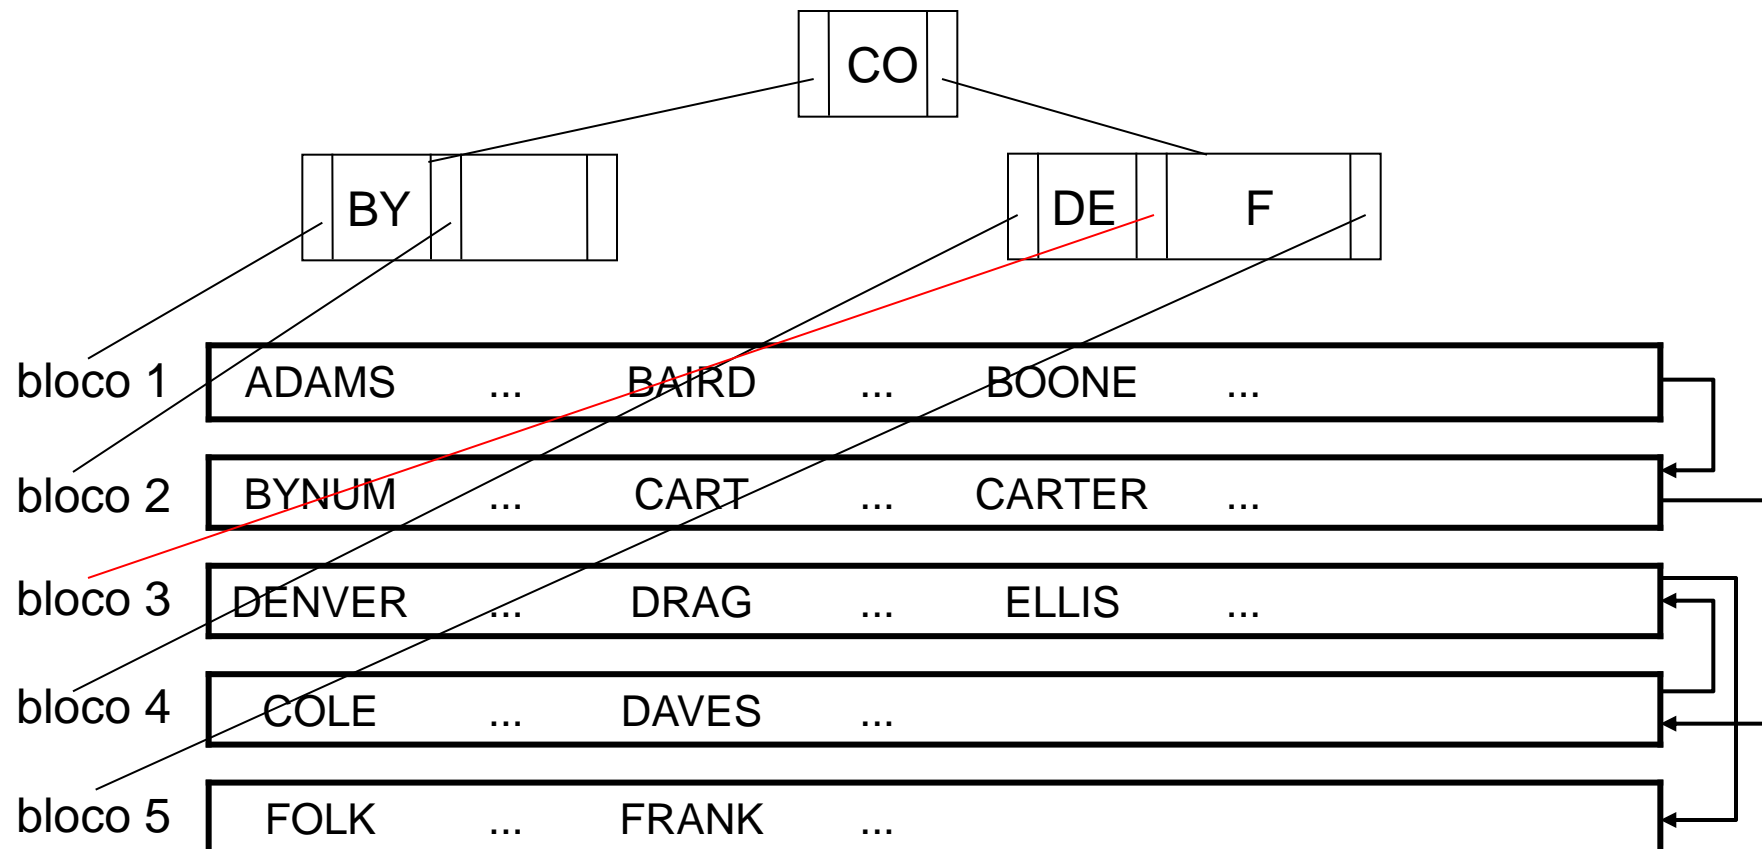 CO
BY DE F
bloco 1 ADAMS ... BAIRD ... BOONE ...
bloco 2 BYNUM ... CART ... CARTER ...
bloco 3 DENVER ... DRAG ... ELLIS ...
bloco 4 COLE ... DAVES ...
bloco 5 FOLK ... FRANK ...